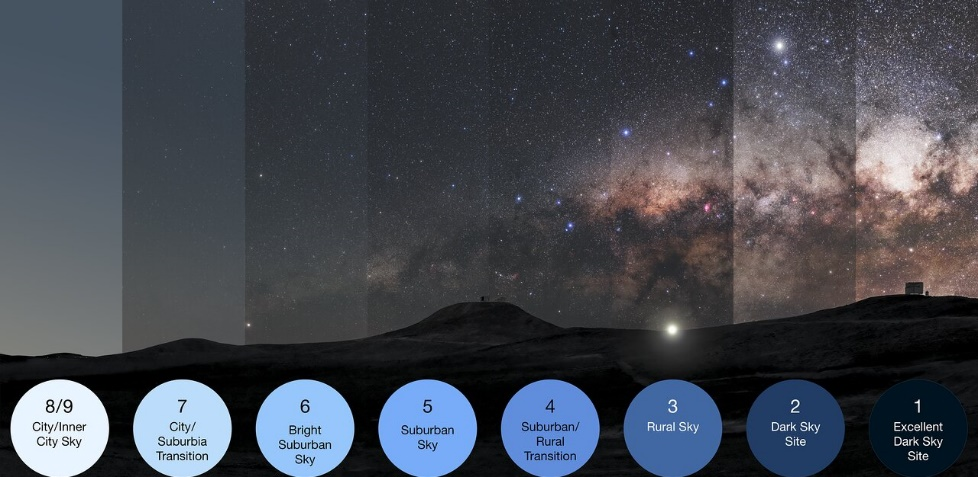 8/9
City/Inner
City Sky
7
City/
Suburbia
Transition
6
Bright
Suburban
Sky
5
Suburban
Sky
4
Suburban/
Rural
Transition
3
Rural Sky
2
Dark Sky
Site
1
Excellent
Dark Sky
Site